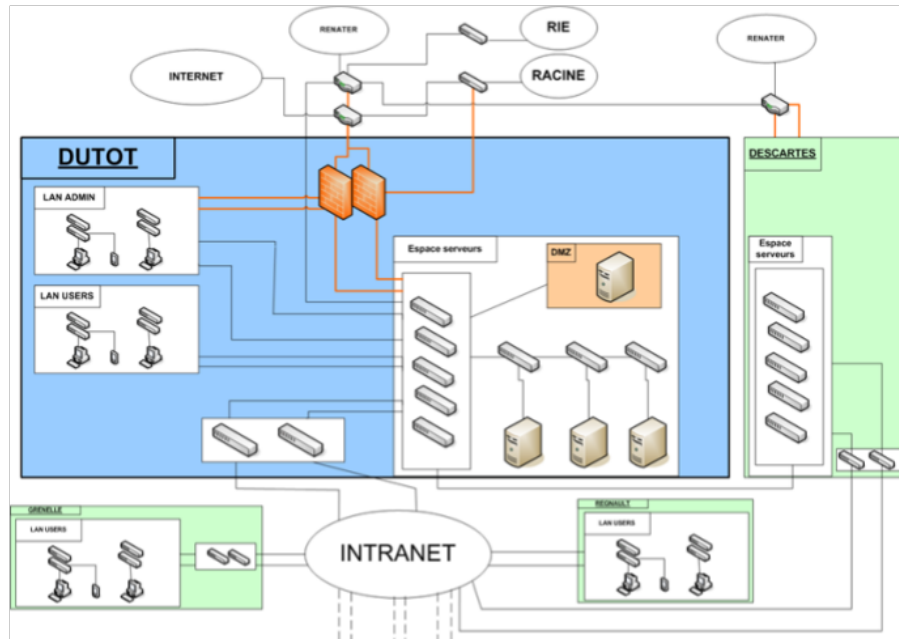 RENATER
RIE
RENATER
INTERNET
RACINE
DUTOT
DESCARTES
LAN ADMIN
Espace serveurs
DMZ
Espace
serveurs
LAN USERS
GRENELLE
LAN USERS
INTRANET
REGNAULT
LAN USERS